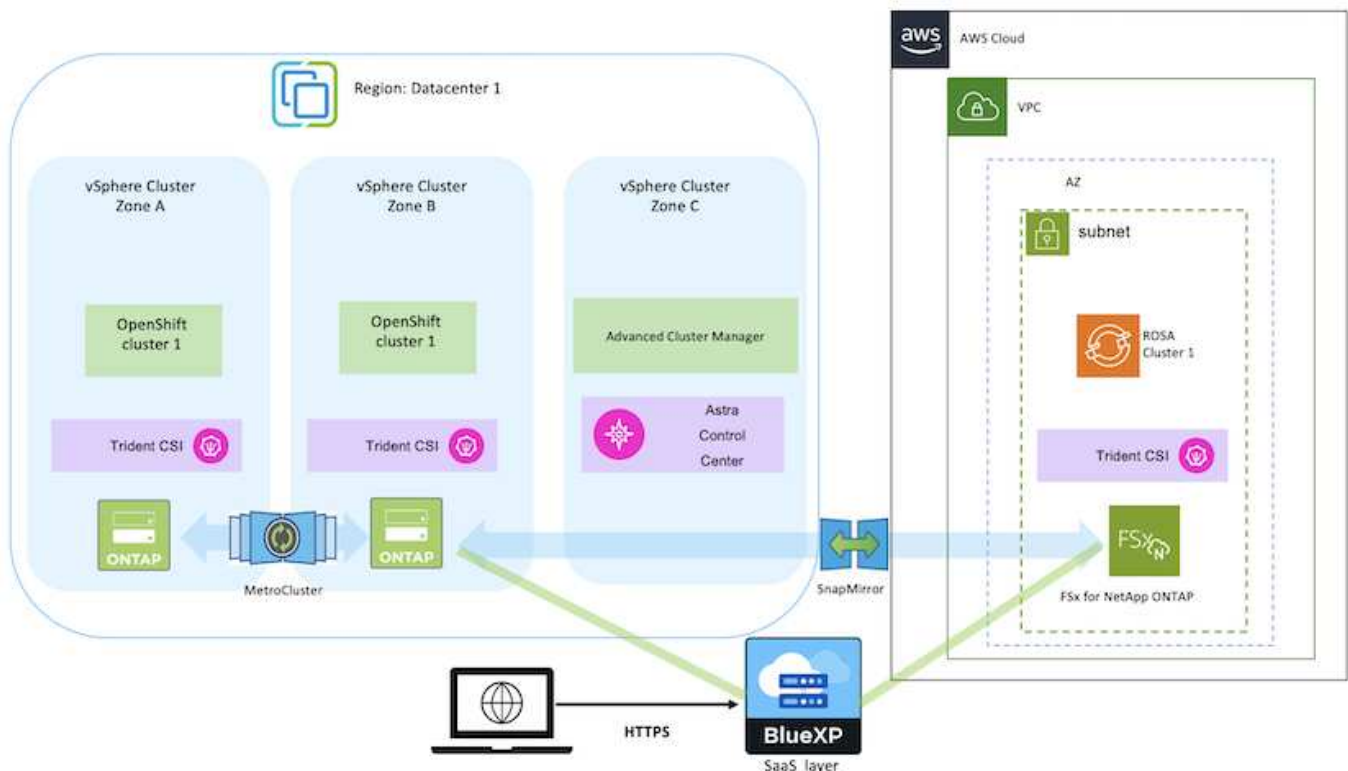 aws
AWS Cloud
Region: Datacenter 1
VPC
vSphere Cluster
Zone A
vSphere Cluster
Zone B
vSphere Cluster
Zone C
AZ
subnet
OpenShift
cluster 1
OpenShift
cluster 1
Advanced Cluster Manager
ROSA
Cluster 1
Trident CSI
Trident CSI
Astra
Control
Center
Trident CSI
ONTAP
MetroCluster
ONTAP
SnapMirror
FSx
N
FSx for NetApp ONTAP
HTTPS
BlueXP
SaaS layer